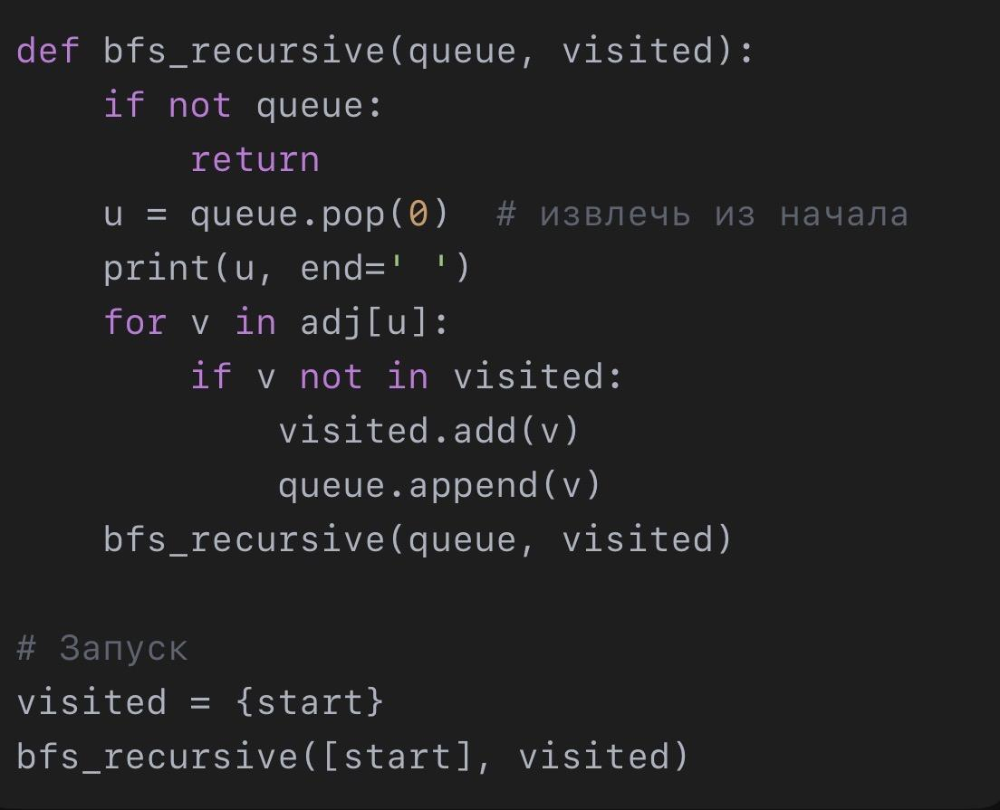 def bfs_recursive(queue, visited):
    if not queue:
        return
    u = queue.pop(0)  # извлечь из начала
    print(u, end=' ')
    for v in adj[u]:
        if v not in visited:
            visited.add(v)
            queue.append(v)
    bfs_recursive(queue, visited)

# Запуск
visited = {start}
bfs_recursive([start], visited)